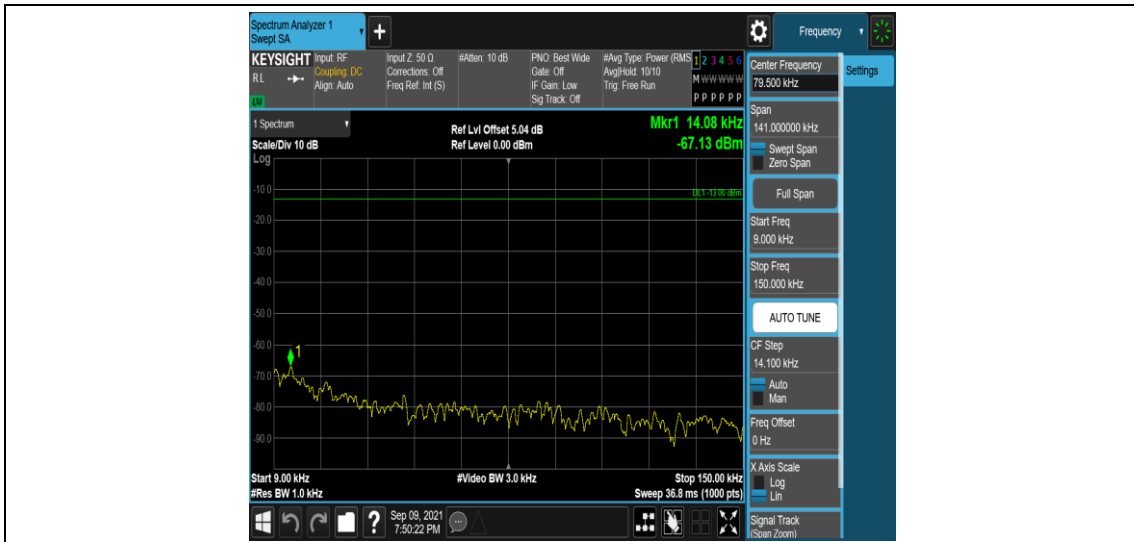 Spectrum Analyzer 1
Swept SA
Frequency
KEYSIGHT
RL
LXI
Input: RF
Coupling: DC
Align: Auto
Input Z: 50 Ω
Corrections: Off
Freq Ref: Int (S)
#Atten: 10 dB
PNO: Best Wide
Gate: Off
IF Gain: Low
Sig Track: Off
#Avg Type: Power (RMS
Avg|Hold: 10/10
Trig: Free Run
1 2 3 4 5 6
M W W W W W
P P P P P P
Center Frequency
79.500 kHz
Settings
Span
141.000000 kHz
Swept Span
Zero Span
Full Span
Start Freq
9.000 kHz
Stop Freq
150.000 kHz
AUTO TUNE
CF Step
14.100 kHz
Auto
Man
Freq Offset
0 Hz
X Axis Scale
Log
Lin
Signal Track
(Span Zoom)
1 Spectrum
Scale/Div 10 dB
Log
Ref Lvl Offset 5.04 dB
Ref Level 0.00 dBm
Mkr1 14.08 kHz
-67.13 dBm
DL1 -13.00 dBm
-10.0
-20.0
-30.0
-40.0
-50.0
-60.0
1
-70.0
-80.0
-90.0
Start 9.00 kHz
#Res BW 1.0 kHz
#Video BW 3.0 kHz
Stop 150.00 kHz
Sweep 36.8 ms (1000 pts)
?
Sep 09, 2021
7:50:22 PM